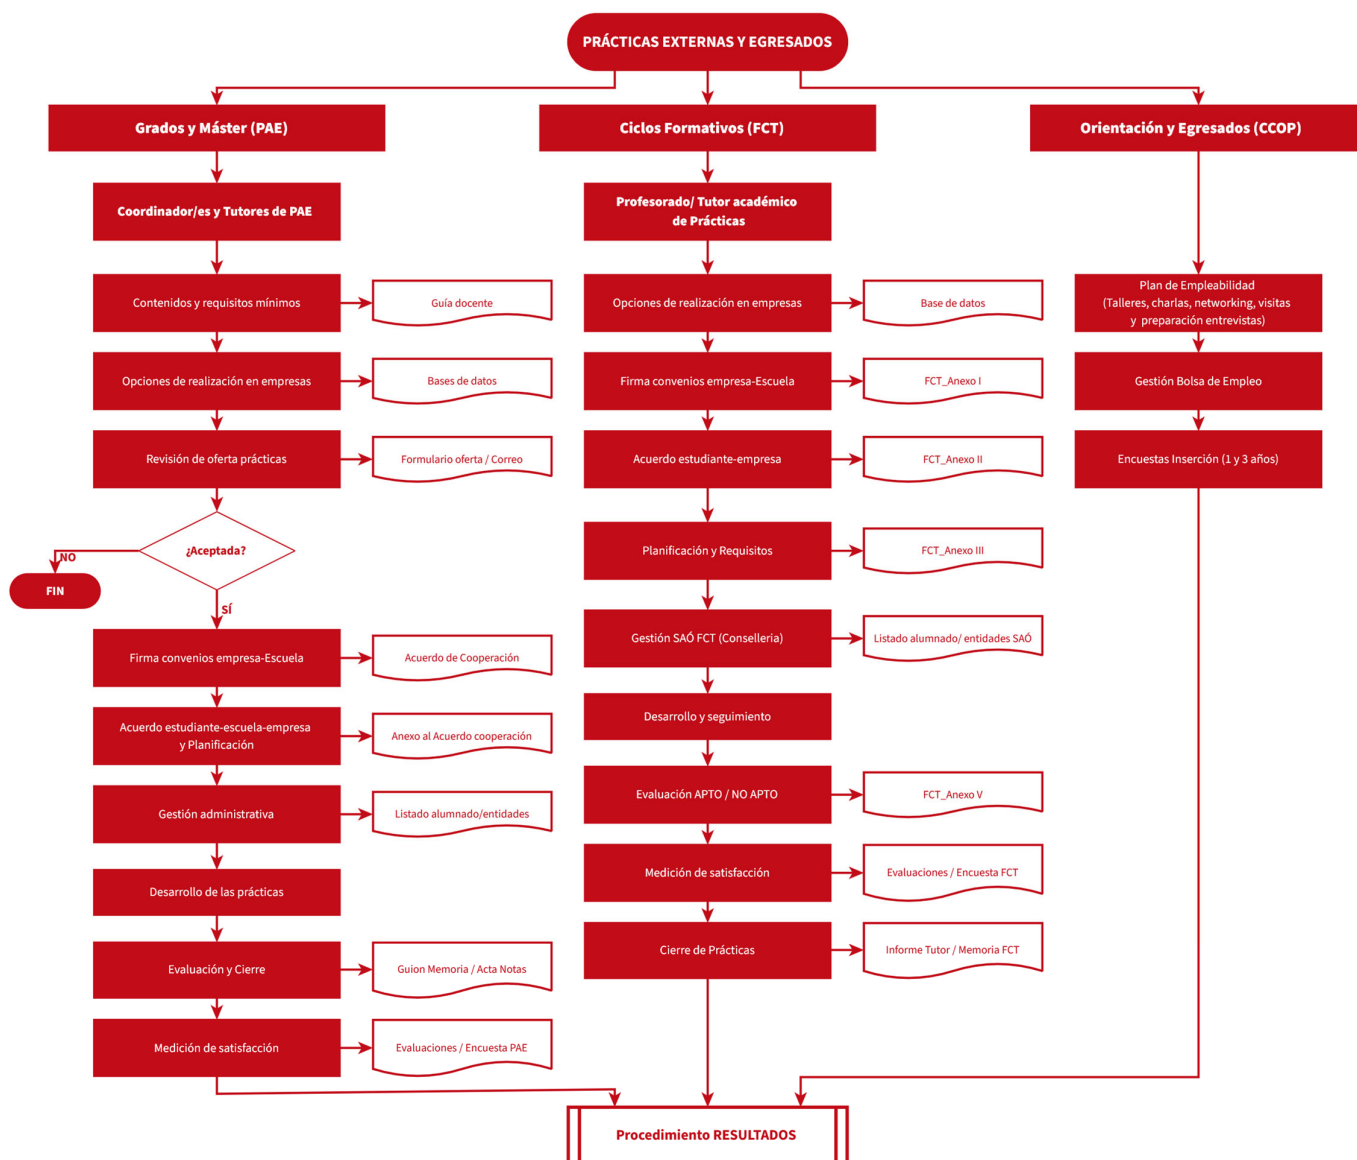 PRÁCTICAS EXTERNAS Y EGRESADOS
Grados y Máster (PAE)
Coordinador/es y Tutores de PAE
Contenidos y requisitos mínimos
Guía docente
Opciones de realización en empresas
Bases de datos
Revisión de oferta prácticas
Formulario oferta / Correo
¿Aceptada?
NO
FIN
SÍ
Firma convenios empresa-Escuela
Acuerdo de Cooperación
Acuerdo estudiante-escuela-empresa
y Planificación
Anexo al Acuerdo cooperación
Gestión administrativa
Listado alumnado/entidades
Desarrollo de las prácticas
Evaluación y Cierre
Guion Memoria / Acta Notas
Medición de satisfacción
Evaluaciones / Encuesta PAE
Ciclos Formativos (FCT)
Profesorado/ Tutor académico
de Prácticas
Opciones de realización en empresas
Base de datos
Firma convenios empresa-Escuela
FCT_Anexo I
Acuerdo estudiante-empresa
FCT_Anexo II
Planificación y Requisitos
FCT_Anexo III
Gestión SAÓ FCT (Conselleria)
Listado alumnado/ entidades SAÓ
Desarrollo y seguimiento
Evaluación APTO / NO APTO
FCT_Anexo V
Medición de satisfacción
Evaluaciones / Encuesta FCT
Cierre de Prácticas
Informe Tutor / Memoria FCT
Orientación y Egresados (CCOP)
Plan de Empleabilidad
(Talleres, charlas, networking, visitas
y preparación entrevistas)
Gestión Bolsa de Empleo
Encuestas Inserción (1 y 3 años)
Procedimiento RESULTADOS